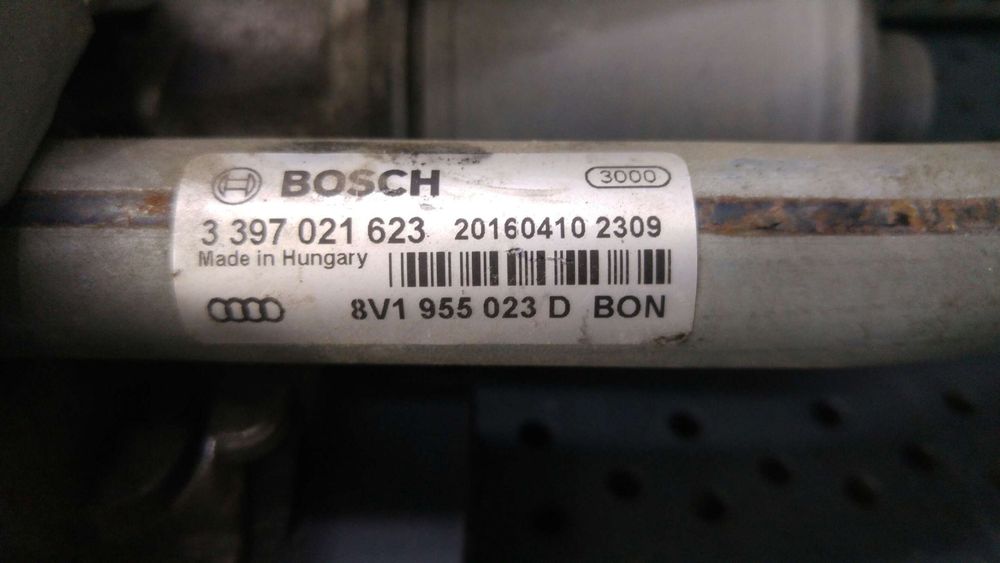 BOSCH 3000
3 397 021 623 20160410 2309
Made in Hungary
8V1 955 023 D BON